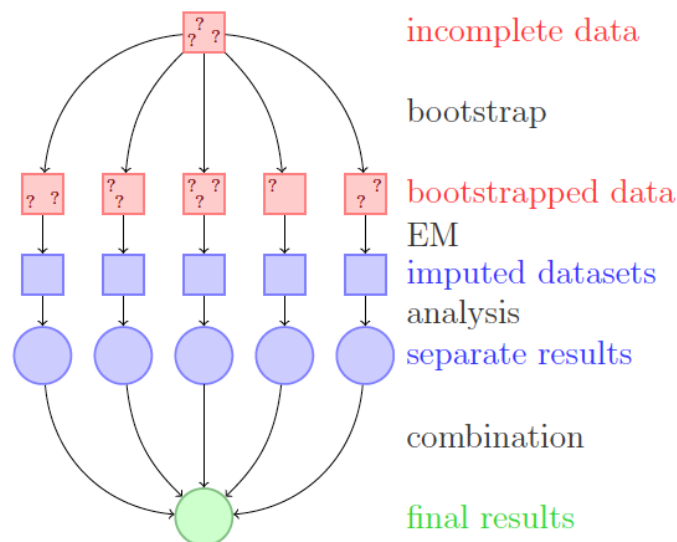 ? ? ?
incomplete data
bootstrap
? ? ? ? ? ? ? ? ? ?
bootstrapped data
EM
imputed datasets
analysis
separate results
combination
final results